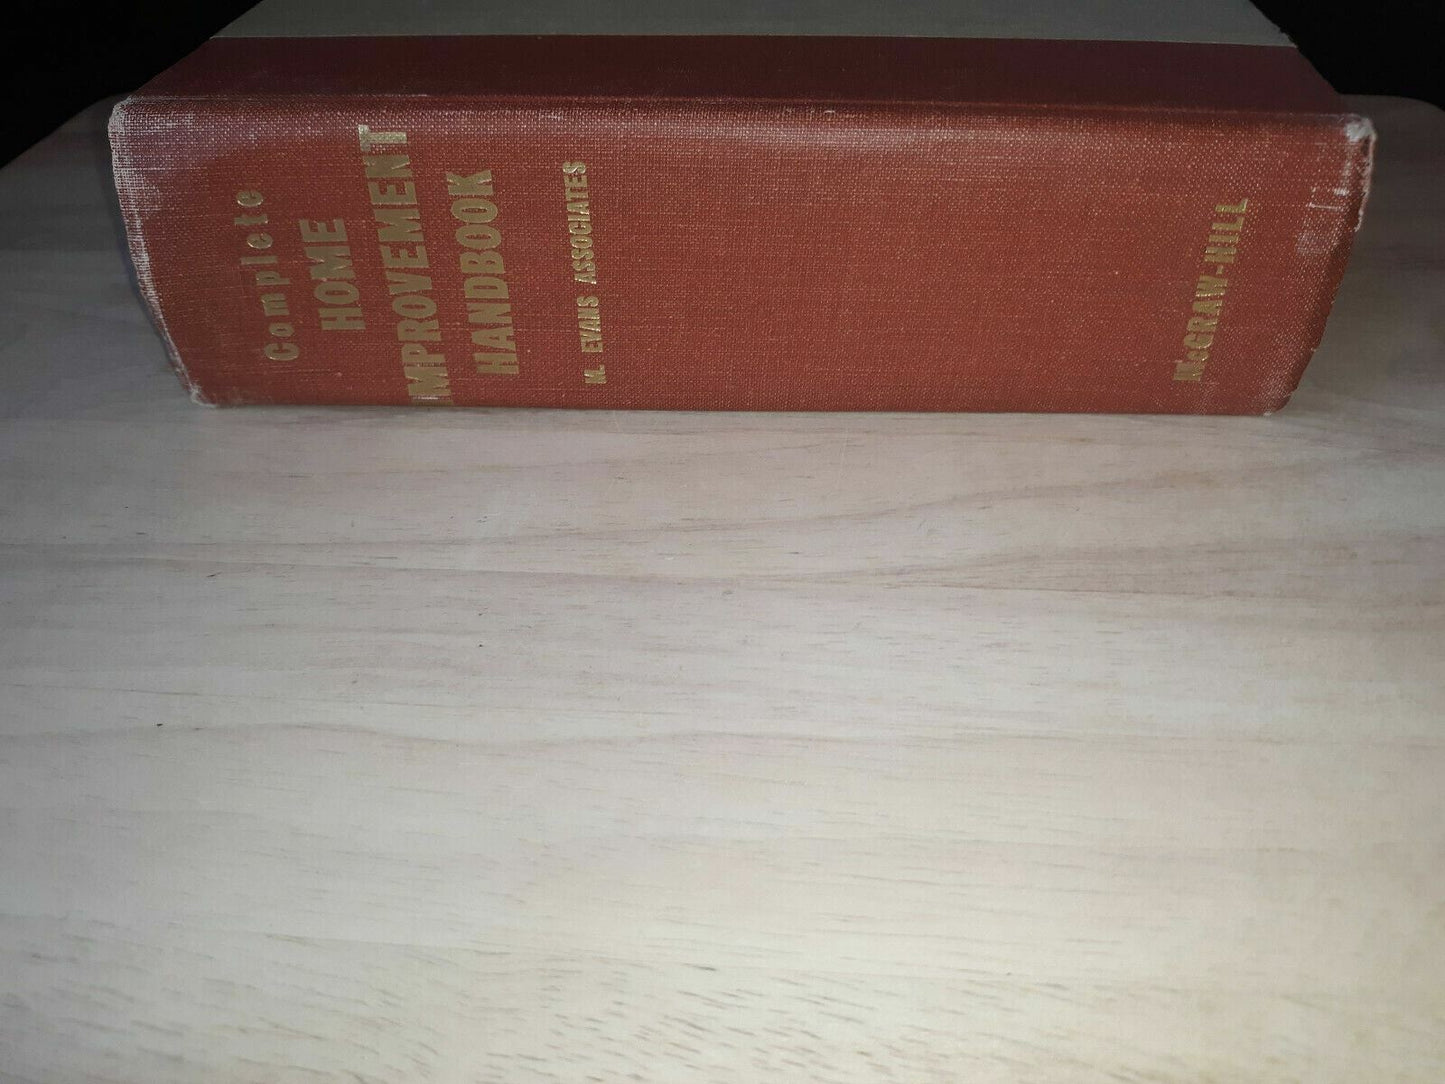 Complete
HOME
IMPROVEMENT
HANDBOOK
M. EVANS ASSOCIATES
McGRAW-HILL